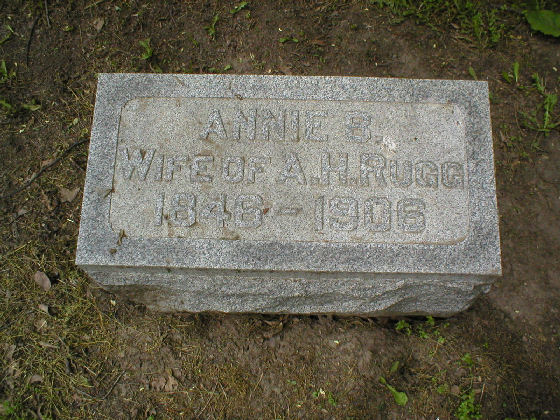 ANNIE S.
WIFE OF A.H. RUGG
1848 – 1906